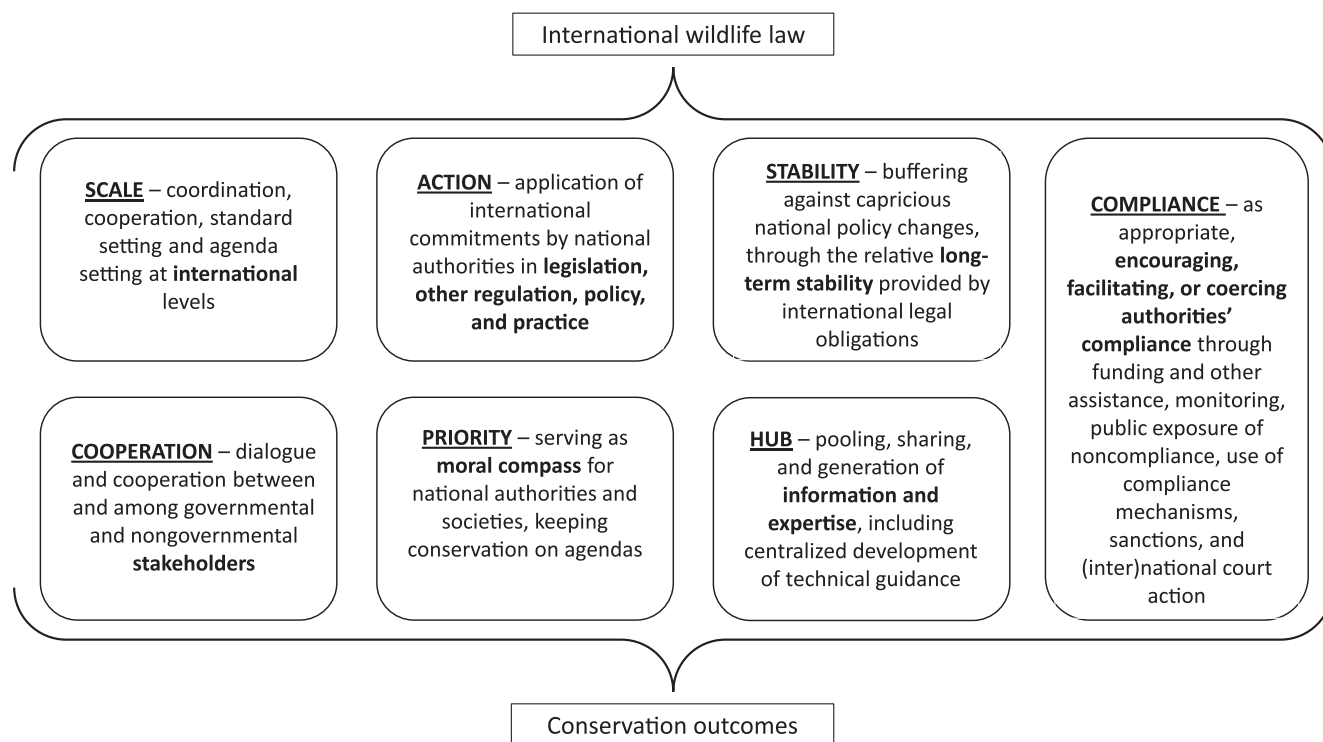 International wildlife law
SCALE – coordination,
cooperation, standard
setting and agenda
setting at international
levels
ACTION – application of
international
commitments by national
authorities in legislation,
other regulation, policy,
and practice
STABILITY – buffering
against capricious
national policy changes,
through the relative long-
term stability provided by
international legal
obligations
COMPLIANCE – as
appropriate,
encouraging,
facilitating, or coercing
authorities’
compliance through
funding and other
assistance, monitoring,
public exposure of
noncompliance, use of
compliance
mechanisms,
sanctions, and
(inter)national court
action
COOPERATION – dialogue
and cooperation between
and among governmental
and nongovernmental
stakeholders
PRIORITY – serving as
moral compass for
national authorities and
societies, keeping
conservation on agendas
HUB – pooling, sharing,
and generation of
information and
expertise, including
centralized development
of technical guidance
Conservation outcomes